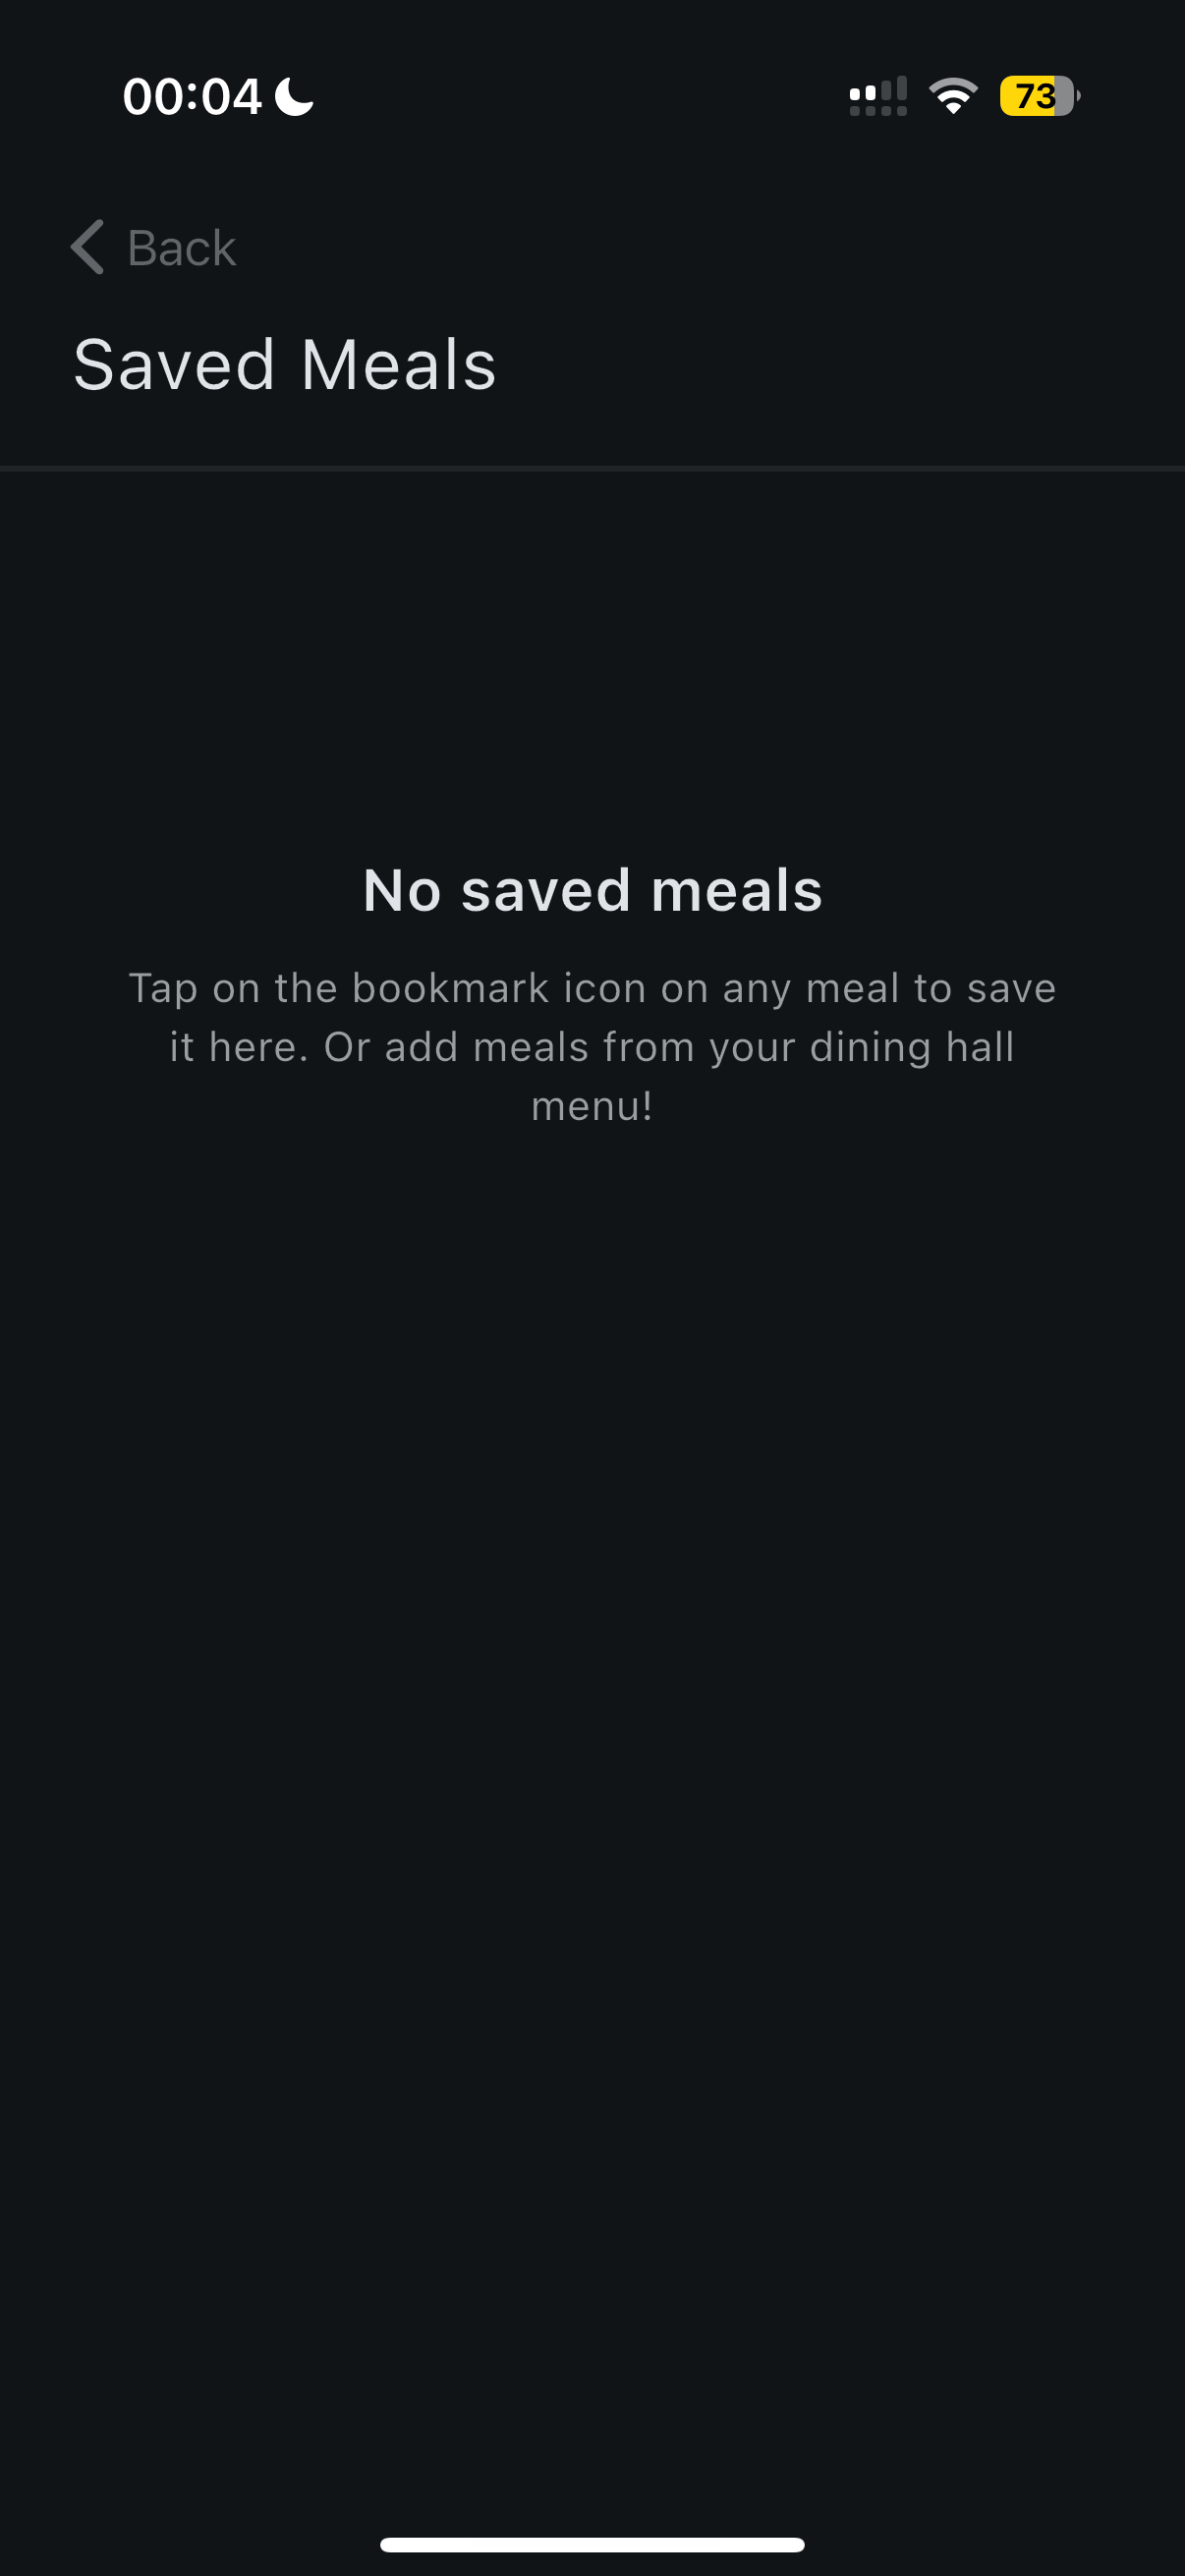 00:04
73
Back
Saved Meals
No saved meals
Tap on the bookmark icon on any meal to save
it here. Or add meals from your dining hall
menu!